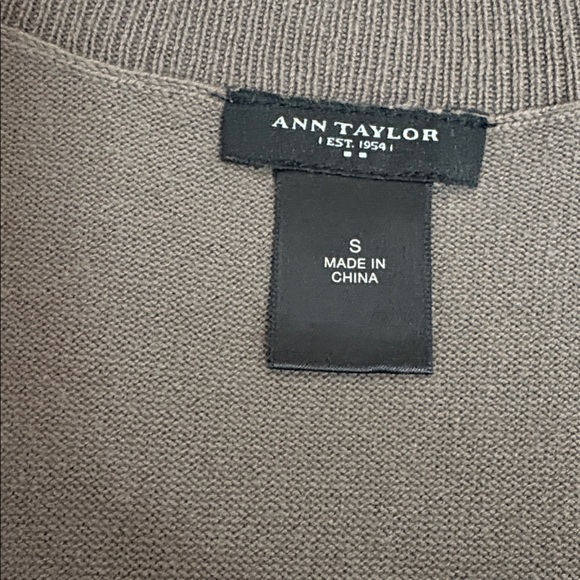 ANN TAYLOR
EST. 1954
S
MADE IN
CHINA